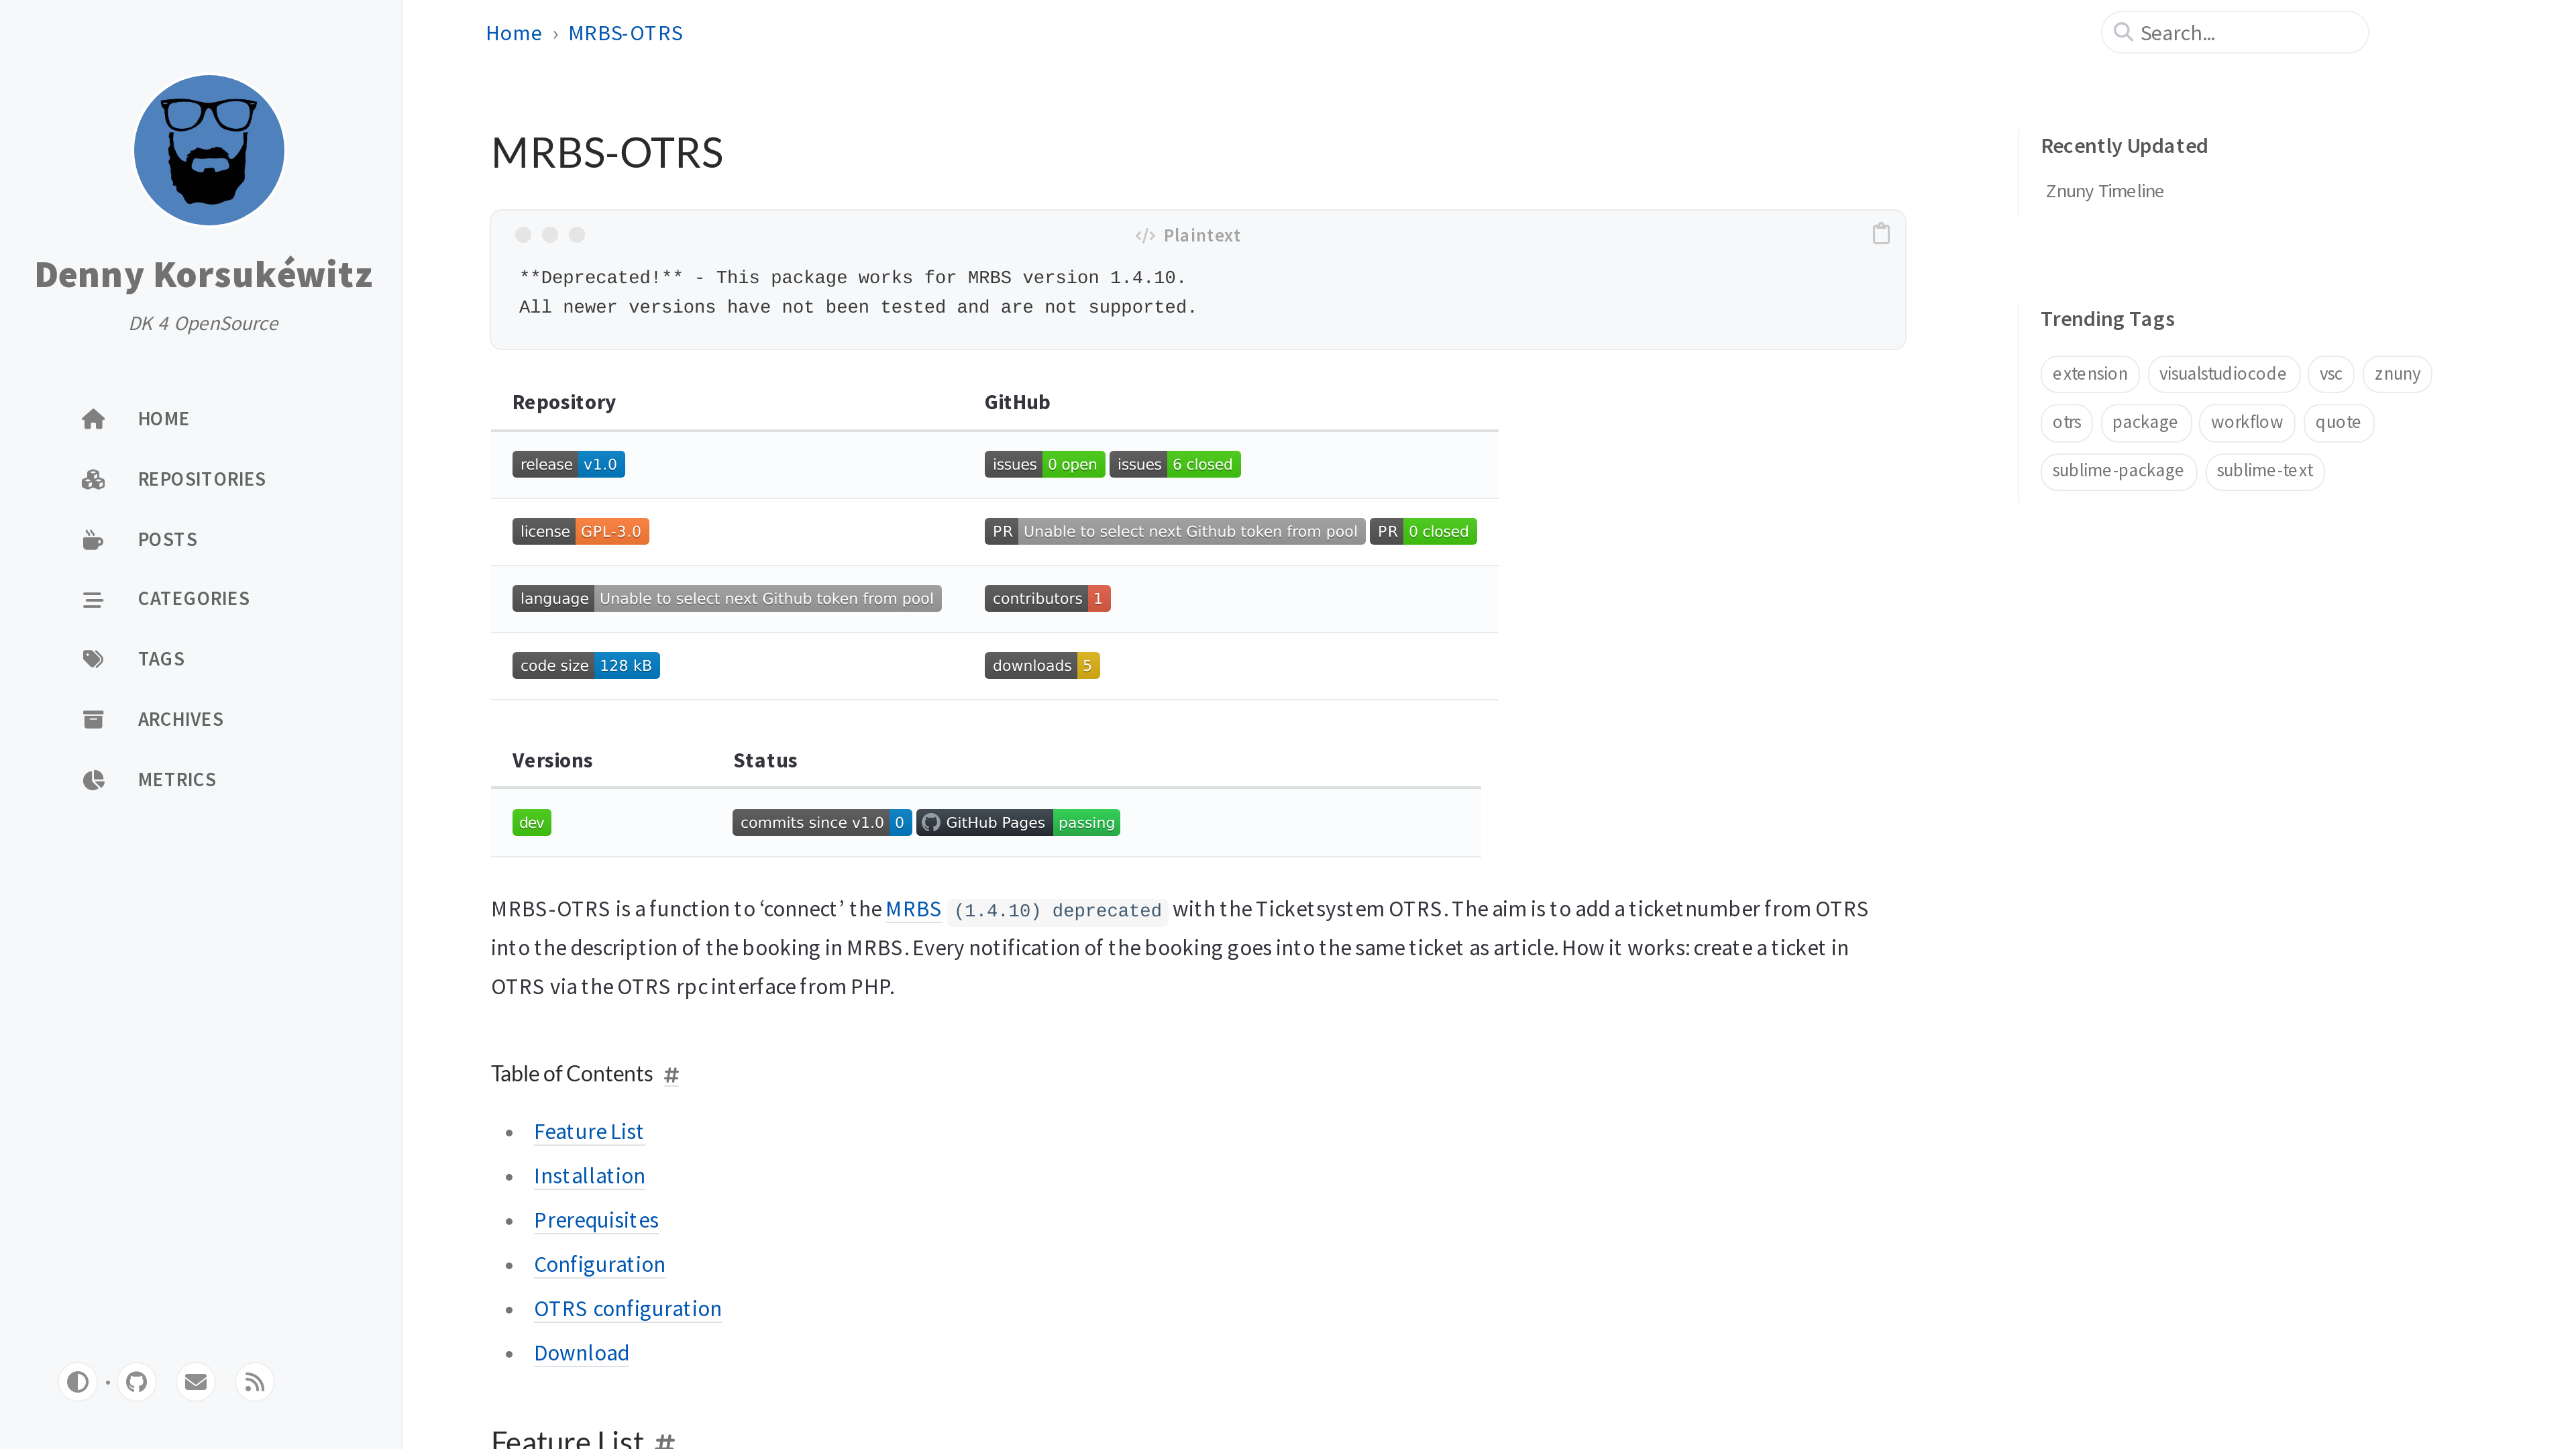 Denny Korsukéwitz
DK 4 OpenSource
HOME
REPOSITORIES
POSTS
CATEGORIES
TAGS
ARCHIVES
METRICS
Home › MRBS-OTRS
Search...
MRBS-OTRS
Plaintext
**Deprecated!** - This package works for MRBS version 1.4.10.
All newer versions have not been tested and are not supported.
Repository GitHub
release v1.0 issues 0 open issues 6 closed
license GPL-3.0 PR Unable to select next Github token from pool PR 0 closed
language Unable to select next Github token from pool contributors 1
code size 128 kB downloads 5
Versions Status
dev commits since v1.0 0 GitHub Pages passing
MRBS-OTRS is a function to ‘connect’ the MRBS (1.4.10) deprecated with the Ticketsystem OTRS. The aim is to add a ticketnumber from OTRS
into the description of the booking in MRBS. Every notification of the booking goes into the same ticket as article. How it works: create a ticket in
OTRS via the OTRS rpc interface from PHP.
Table of Contents #
• Feature List
• Installation
• Prerequisites
• Configuration
• OTRS configuration
• Download
Feature List #
Recently Updated
Znuny Timeline
Trending Tags
extension visualstudiocode vsc znuny
otrs package workflow quote
sublime-package sublime-text